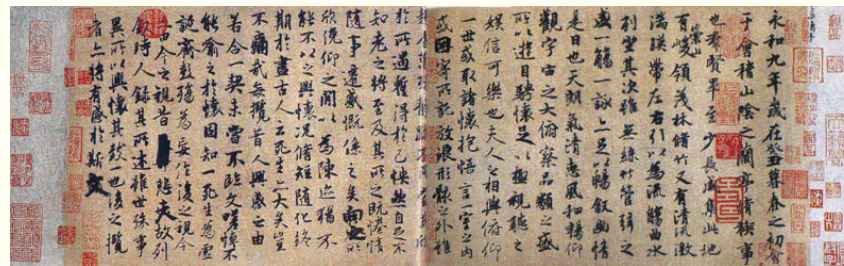 永和九年歲在癸丑暮春之初會
于會稽山陰之蘭亭脩稧事
也羣賢畢至少長咸集此地
有崇山峻領茂林脩竹又有清流激
湍暎帶左右引以為流觴曲水
列坐其次雖無絲竹管弦之
盛一觴一詠亦足以暢敘幽情
是日也天朗氣清惠風和暢仰
觀宇宙之大俯察品類之盛
所以遊目騁懷足以極視聽之
娛信可樂也夫人之相與俯仰
一世或取諸懷抱悟言一室之內
或因寄所託放浪形骸之外雖
於所遇蹔得於己怏然自足不
知老之將至及其所之既惓情
隨事遷感慨係之矣向之所
欣俛仰之閒以為陳迹猶不
能不以之興懷況脩短隨化終
期於盡古人云死生亦大矣豈
不痛哉每攬昔人興感之由
若合一契未嘗不臨文嗟悼不
能喻之於懷固知一死生為虛
誕齊彭殤為妄作後之視今
亦由今之視昔悲夫故列
敘時人錄其所述雖世殊事
異所以興懷其致一也後之攬
者亦將有感於斯文